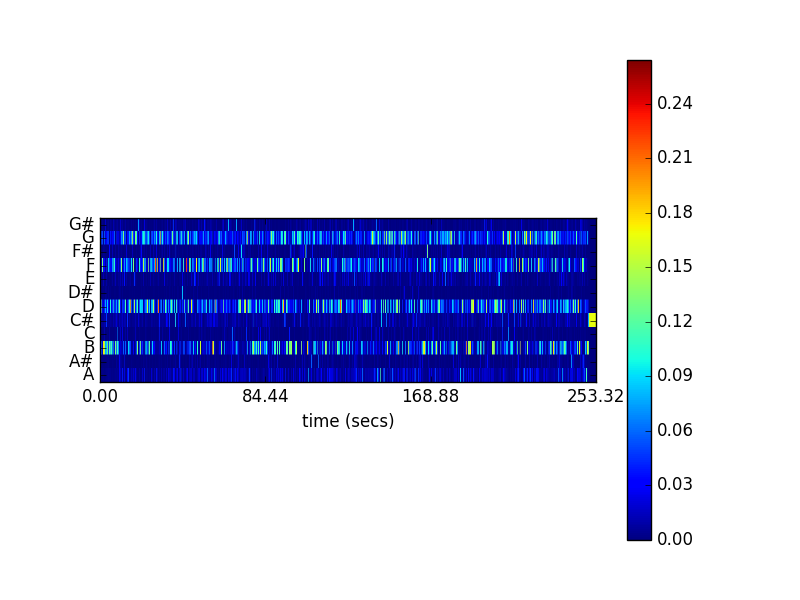 0.24
0.21
0.18
0.15
0.12
0.09
0.06
0.03
0.00
G#
G
F#
F
E
D#
D
C#
C
B
A#
A
0.00 84.44 168.88 253.32
time (secs)